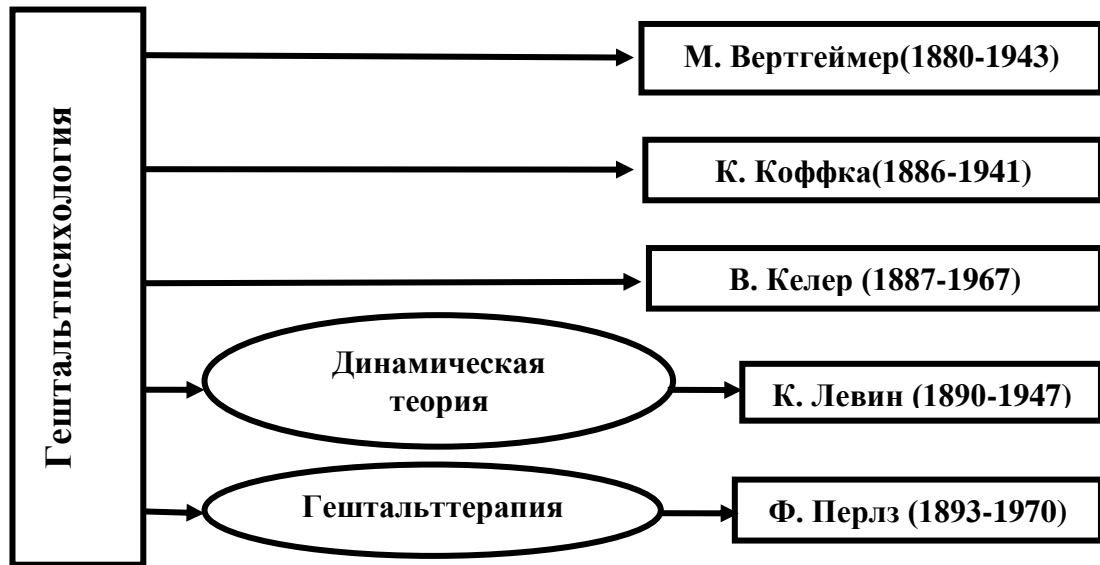 Гештальтпсихология
М. Вертгеймер(1880-1943)
К. Коффка(1886-1941)
В. Келер (1887-1967)
Динамическая
теория
К. Левин (1890-1947)
Гештальттерапия
Ф. Перлз (1893-1970)